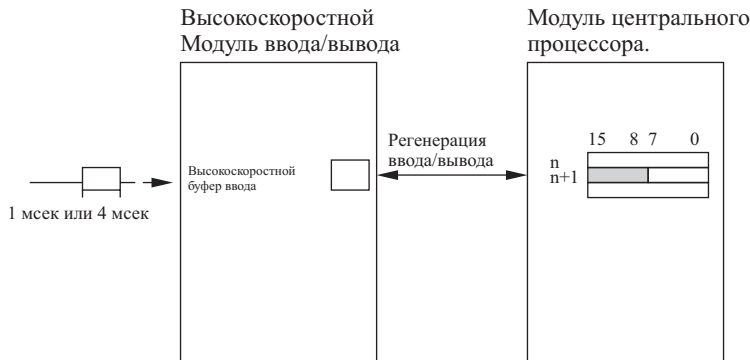 Высокоскоростной
Модуль ввода/вывода
Модуль центрального
процессора.
Регенерация
ввода/вывода
15 8 7 0
n
n+1
Высокоскоростной
буфер ввода
1 мсек или 4 мсек